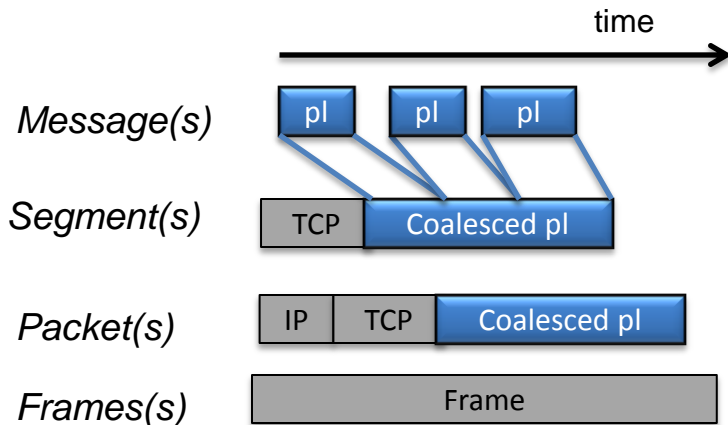 time
Message(s)
pl pl pl
Segment(s)
TCP Coalesced pl
Packet(s)
IP TCP Coalesced pl
Frames(s)
Frame